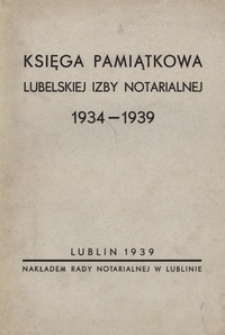 KSIĘGA PAMIĄTKOWA
LUBELSKIEJ IZBY NOTARIALNEJ
1934 — 1939
LUBLIN 1939
NAKŁADEM RADY NOTARIALNEJ W LUBLINIE